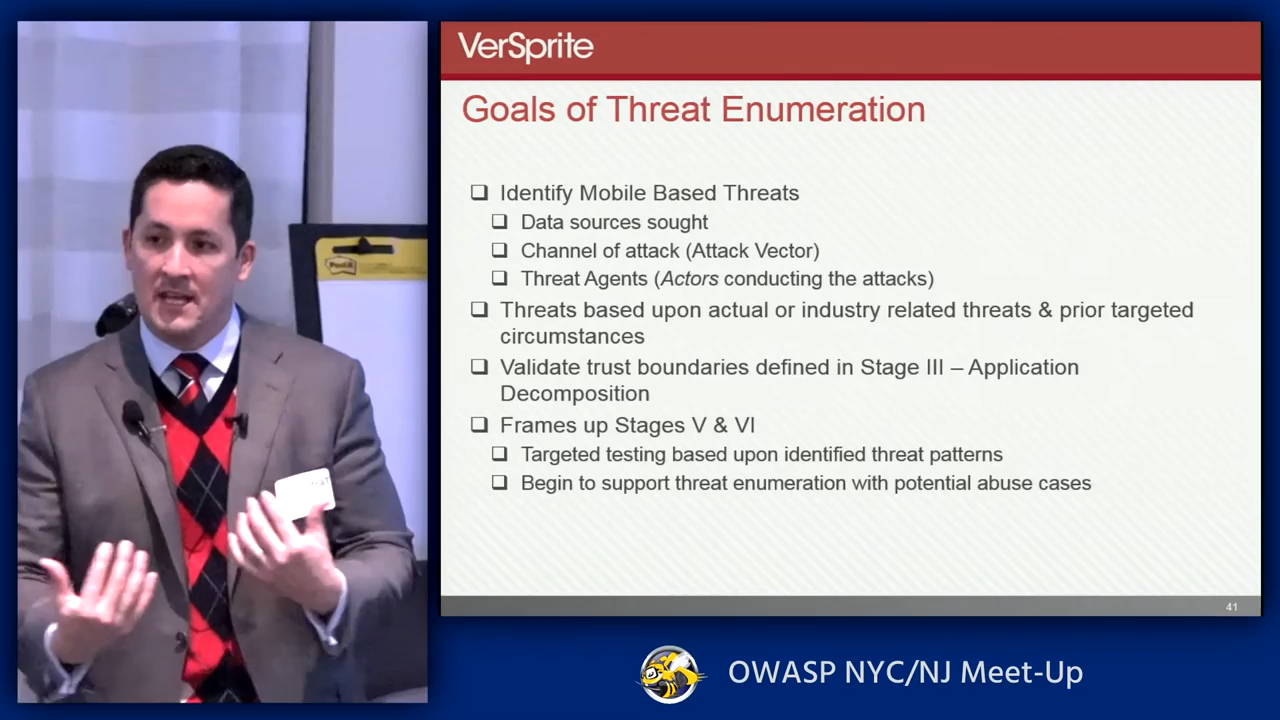 VerSprite
Goals of Threat Enumeration
❑ Identify Mobile Based Threats
❑ Data sources sought
❑ Channel of attack (Attack Vector)
❑ Threat Agents (Actors conducting the attacks)
❑ Threats based upon actual or industry related threats & prior targeted
circumstances
❑ Validate trust boundaries defined in Stage III – Application
Decomposition
❑ Frames up Stages V & VI
❑ Targeted testing based upon identified threat patterns
❑ Begin to support threat enumeration with potential abuse cases
41
Post-it
OWASP NYC/NJ Meet-Up